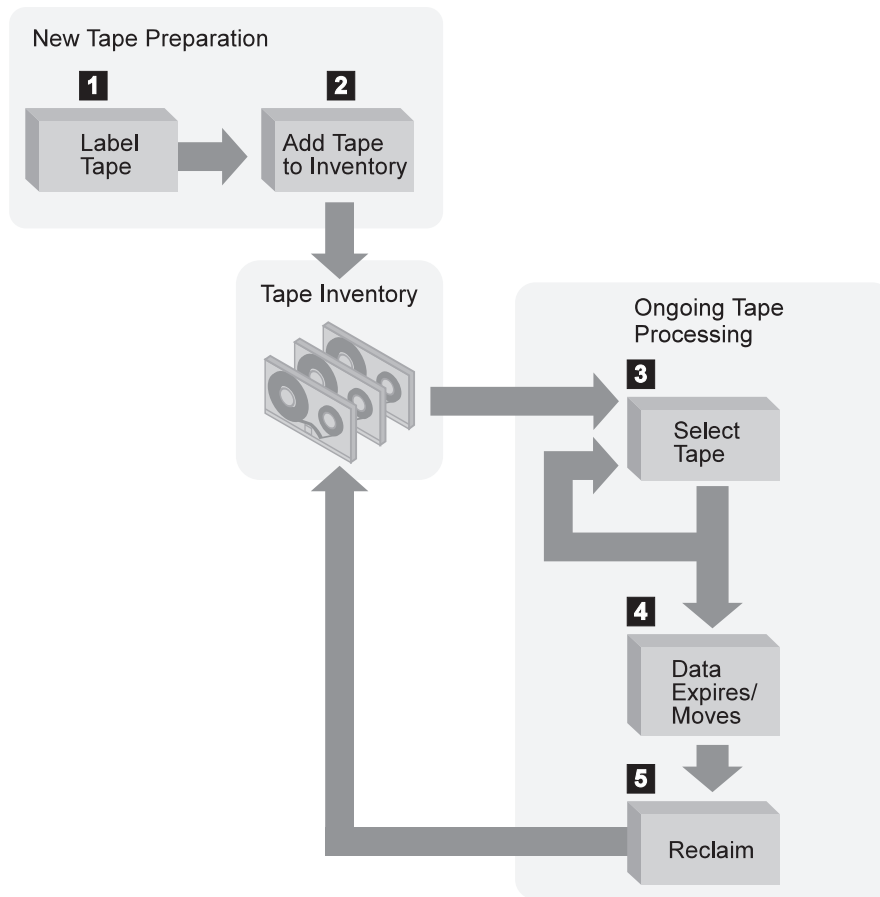 New Tape Preparation
1
2
Label
Tape
Add Tape
to Inventory
Tape Inventory
Ongoing Tape
Processing
3
Select
Tape
4
Data
Expires/
Moves
5
Reclaim